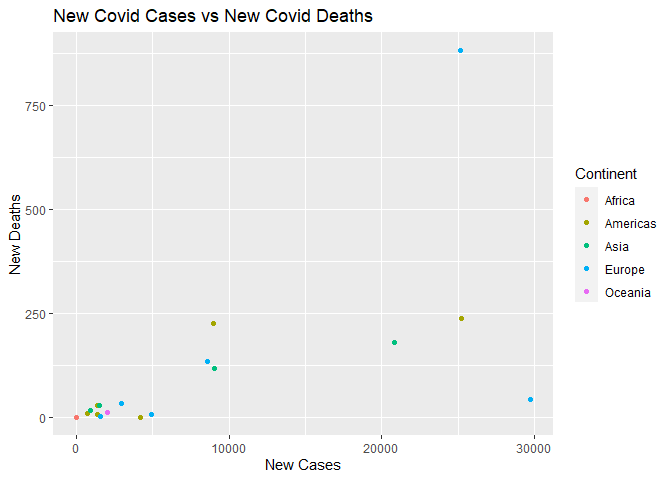 New Covid Cases vs New Covid Deaths
New Deaths
750
500
250
0
0 10000 20000 30000
New Cases
Continent
Africa
Americas
Asia
Europe
Oceania